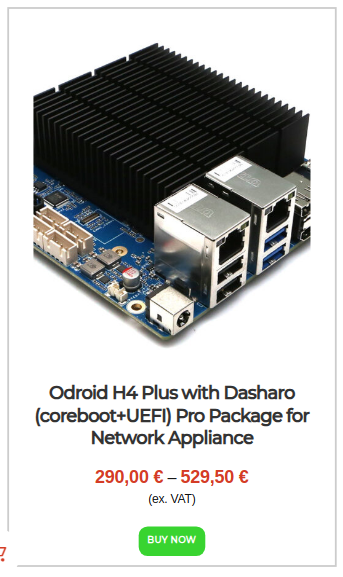 Odroid H4 Plus with Dasharo
(coreboot+UEFI) Pro Package for
Network Appliance
290,00 € – 529,50 €
(ex. VAT)
BUY NOW